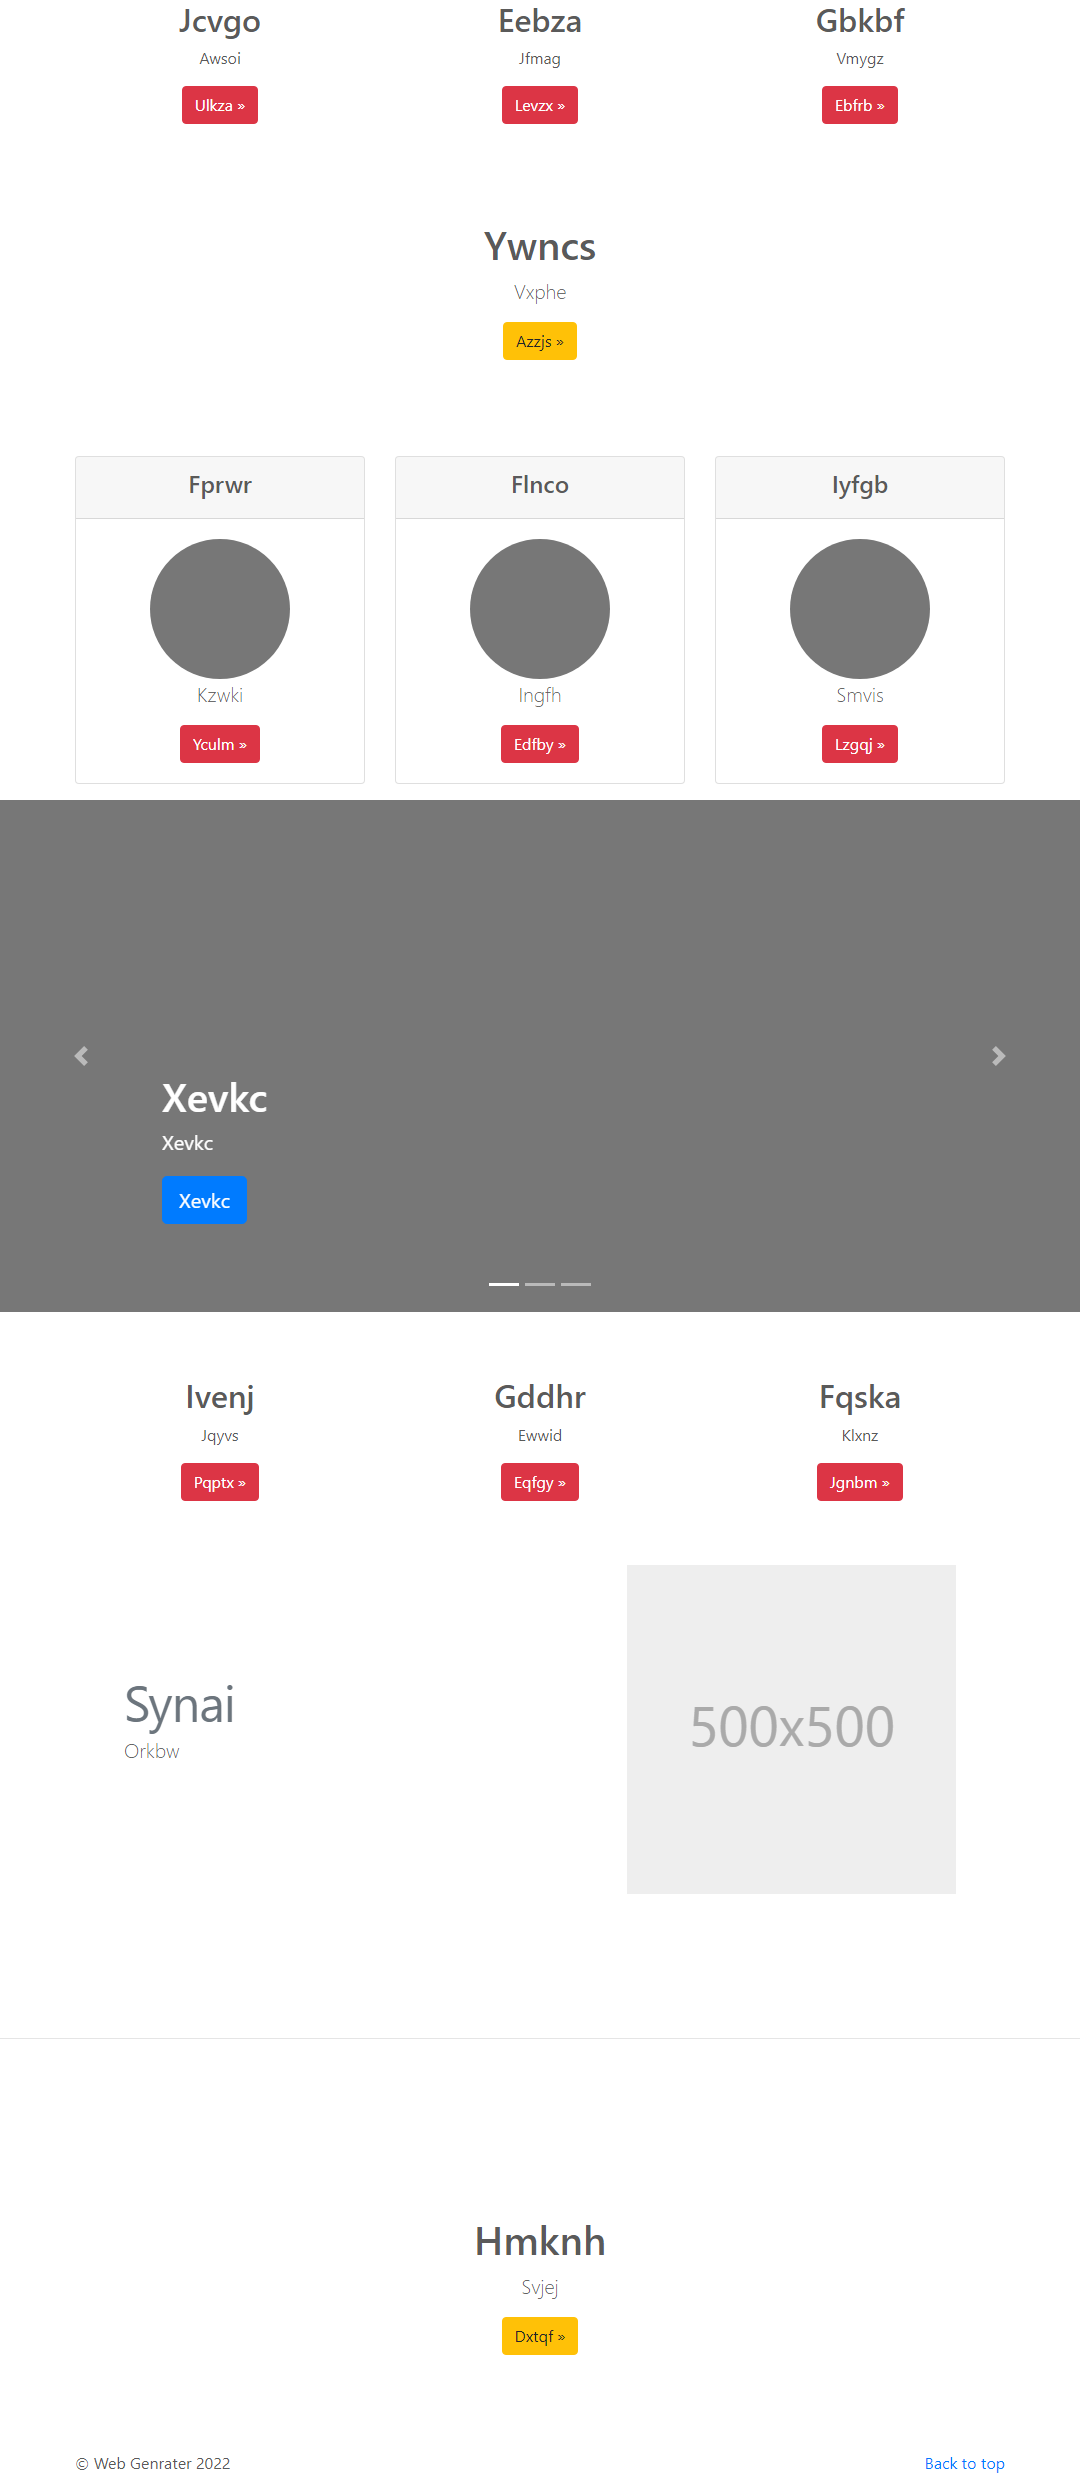 Jcvgo
Eebza
Gbkbf
Awsoi
Jfmag
Vmygz
Ulkza »
Levzx »
Ebfrb »
Ywncs
Vxphe
Azzjs »
Fprwr
Flnco
Iyfgb
Kzwki
Ingfh
Smvis
Yculm »
Edfby »
Lzgqj »
Xevkc
Xevkc
Xevkc
Ivenj
Gddhr
Fqska
Jqyvs
Ewwid
Klxnz
Pqptx »
Eqfgy »
Jgnbm »
Synai
Orkbw
500x500
Hmknh
Svjej
Dxtqf »
© Web Genrater 2022
Back to top